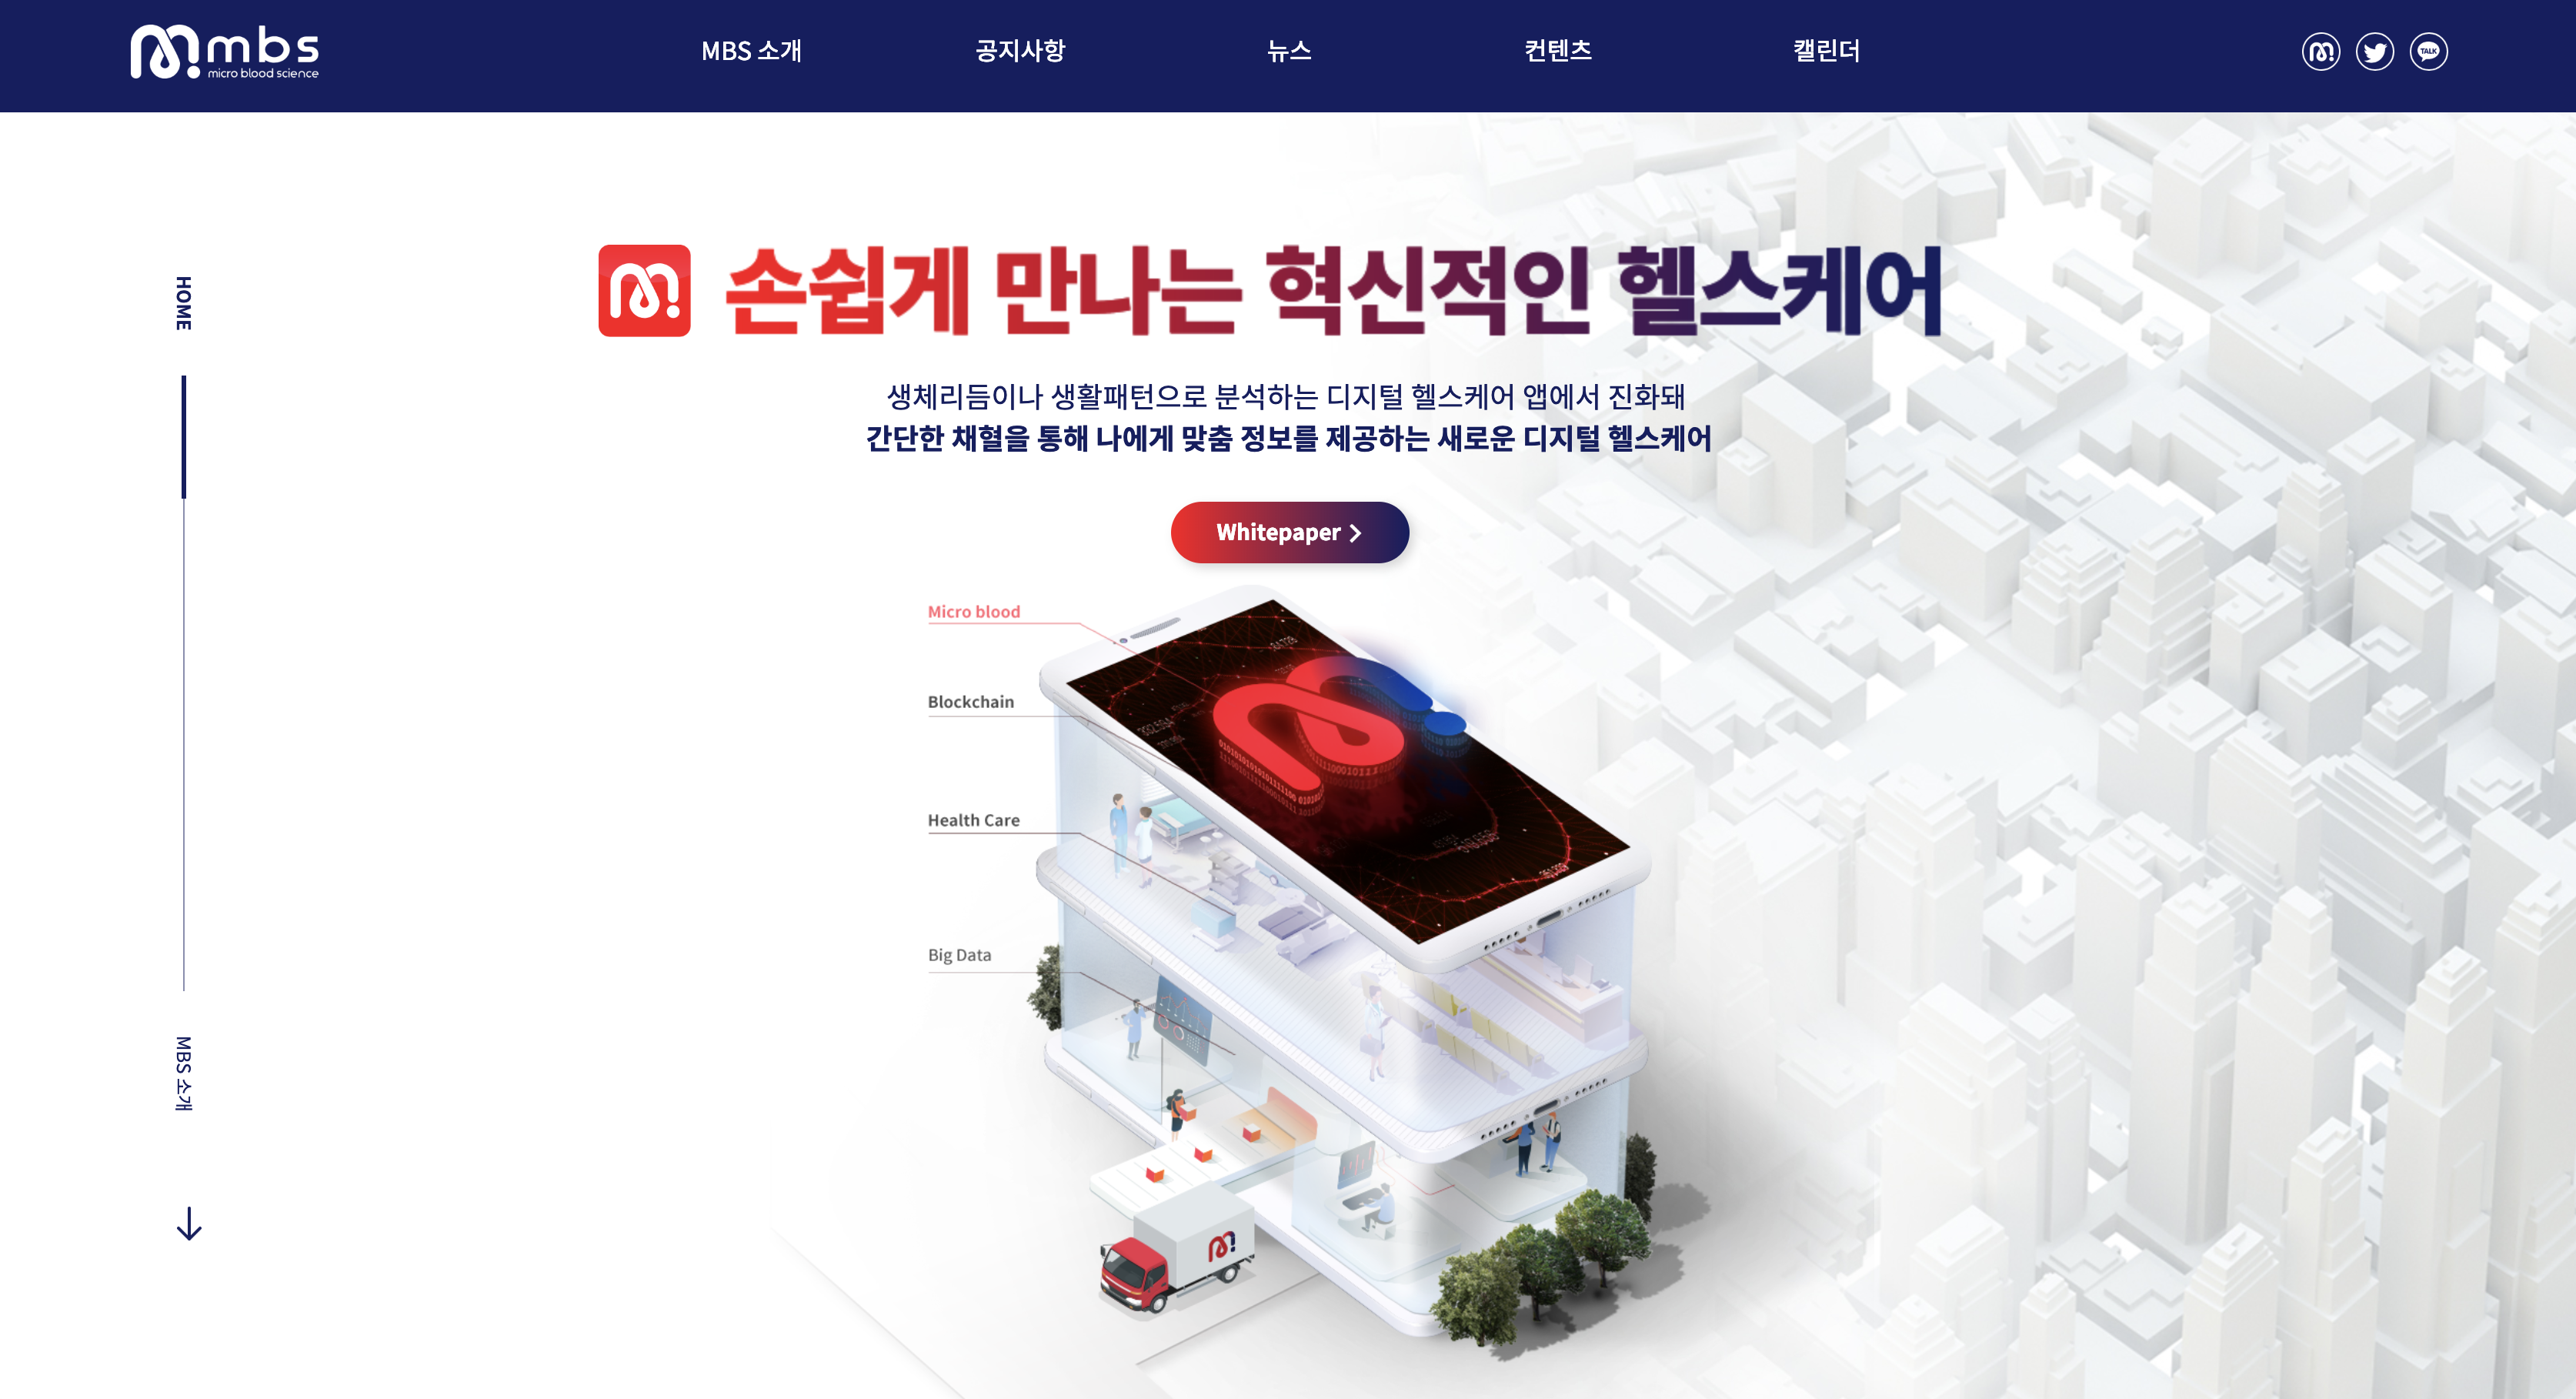 mbs
micro blood science
MBS 소개
공지사항
뉴스
컨텐츠
캘린더
TALK
HOME
손쉽게 만나는 혁신적인 헬스케어
생체리듬이나 생활패턴으로 분석하는 디지털 헬스케어 앱에서 진화돼
간단한 채혈을 통해 나에게 맞춤 정보를 제공하는 새로운 디지털 헬스케어
Whitepaper
Micro blood
Blockchain
Health Care
Big Data
MBS 소개